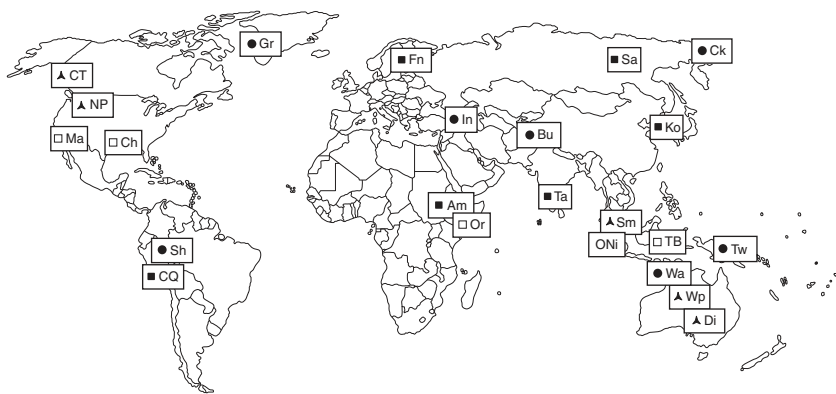 Gr
Ck
Fn
Sa
CT
NP
In
Ko
Bu
Ma
Ch
Ta
Am
Sm
Or
ONi
TB
Tw
Sh
Wa
CQ
Wp
Di